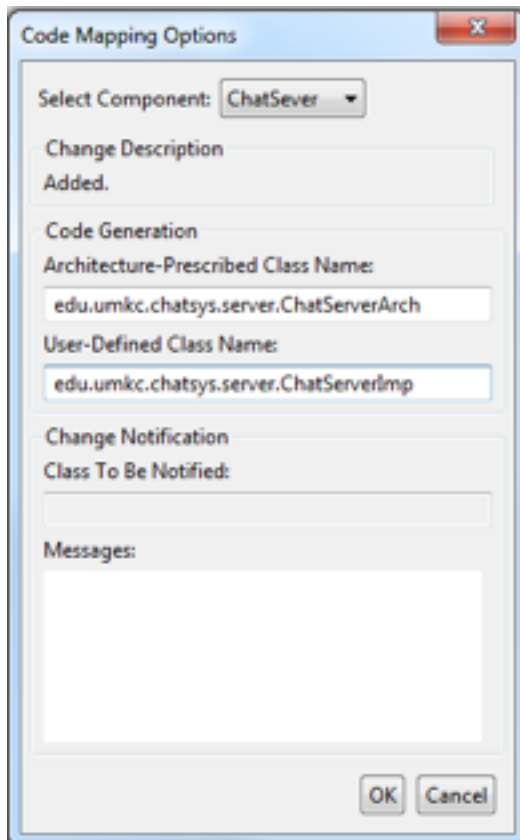 Code Mapping Options
Select Component: ChatSever
Change Description
Added.
Code Generation
Architecture-Prescribed Class Name:
edu.umkc.chatsys.server.ChatServerArch
User-Defined Class Name:
edu.umkc.chatsys.server.ChatServerImp
Change Notification
Class To Be Notified:
Messages:
OK Cancel